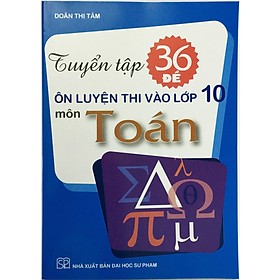 DOÃN THỊ TÂM
Tuyển tập 36 ĐỀ
ÔN LUYỆN THI VÀO LỚP 10
môn Toán
Σ λ θ Ω π μ
NHÀ XUẤT BẢN ĐẠI HỌC SƯ PHẠM